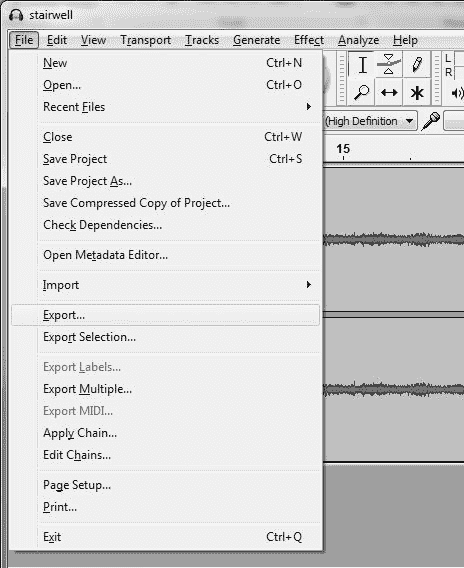 stairwell
File Edit View Transport Tracks Generate Effect Analyze Help
New Ctrl+N
Open... Ctrl+O
Recent Files
Close Ctrl+W
Save Project Ctrl+S
Save Project As...
Save Compressed Copy of Project...
Check Dependencies...
Open Metadata Editor...
Import
Export...
Export Selection...
Export Labels...
Export Multiple...
Export MIDI...
Apply Chain...
Edit Chains...
Page Setup...
Print...
Exit Ctrl+Q
L
R
(High Definition
15